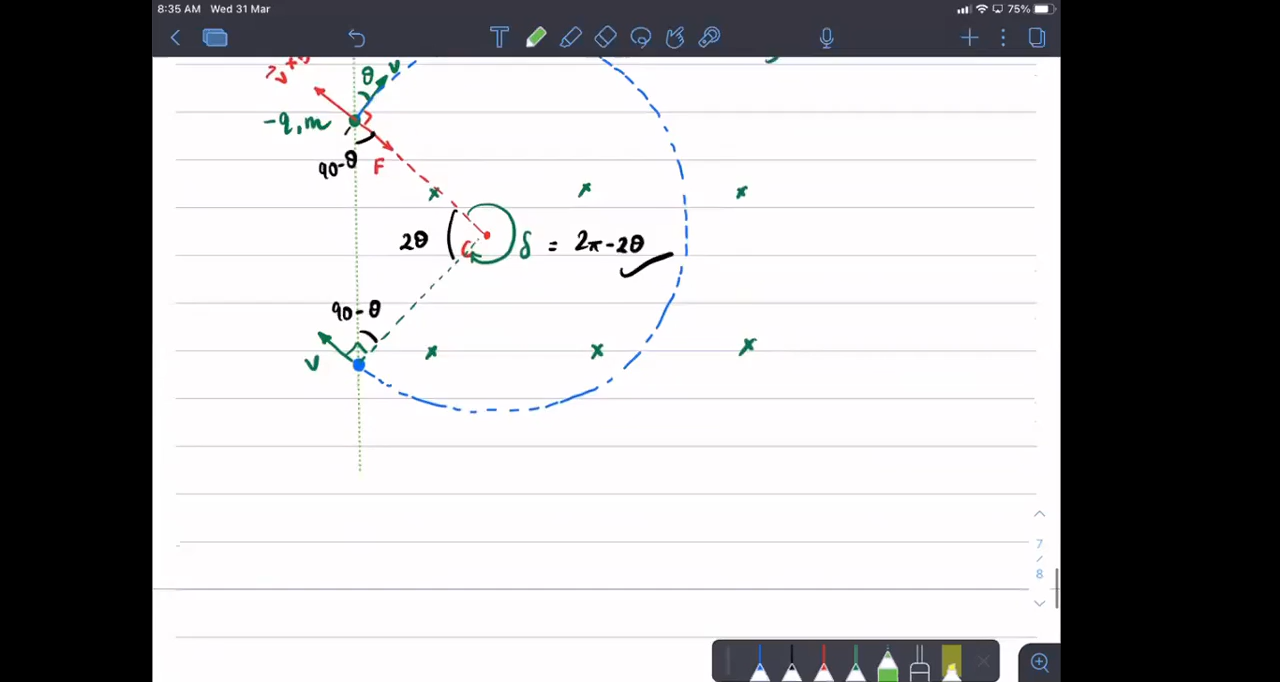 8:35 AM Wed 31 Mar
75%
T
θ v
-q, m
90-θ
F
x x x
2θ
C
δ = 2π-2θ
90-θ
v
x x x
7
/
8